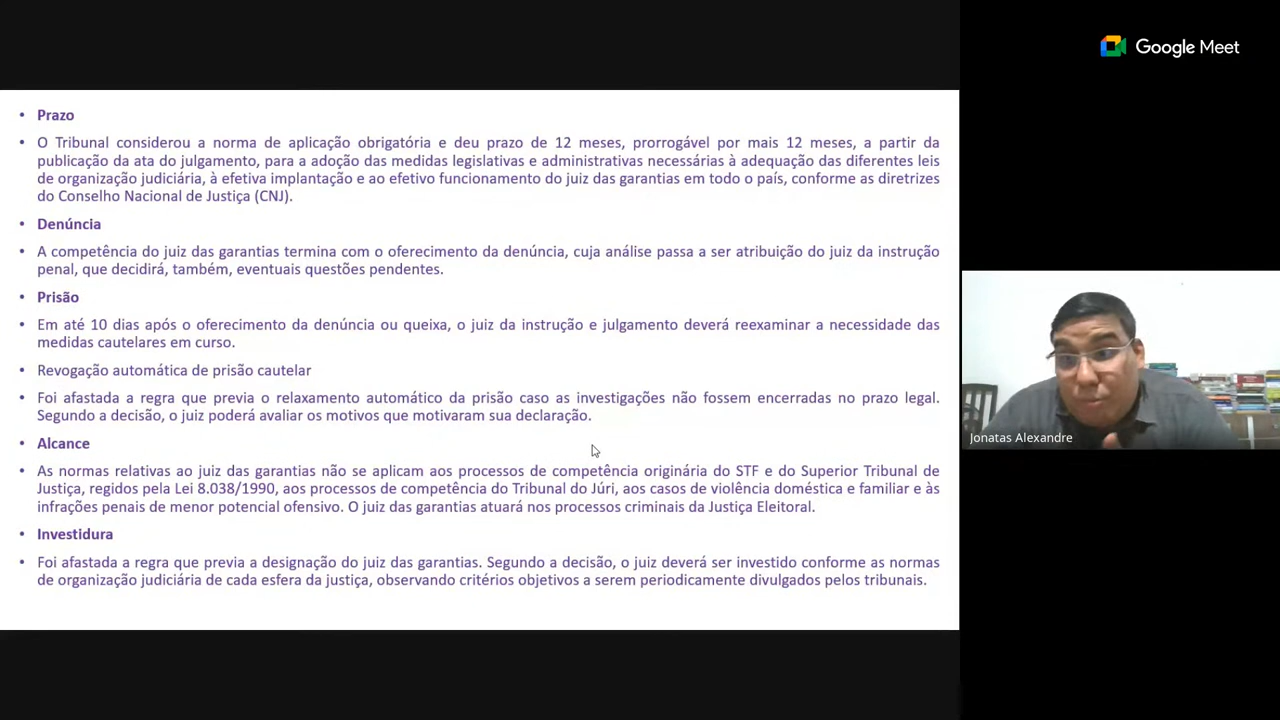 Google Meet
• Prazo
• O Tribunal considerou a norma de aplicação obrigatória e deu prazo de 12 meses, prorrogável por mais 12 meses, a partir da
publicação da ata do julgamento, para a adoção das medidas legislativas e administrativas necessárias à adequação das diferentes leis
de organização judiciária, à efetiva implantação e ao efetivo funcionamento do juiz das garantias em todo o país, conforme as diretrizes
do Conselho Nacional de Justiça (CNJ).
• Denúncia
• A competência do juiz das garantias termina com o oferecimento da denúncia, cuja análise passa a ser atribuição do juiz da instrução
penal, que decidirá, também, eventuais questões pendentes.
• Prisão
• Em até 10 dias após o oferecimento da denúncia ou queixa, o juiz da instrução e julgamento deverá reexaminar a necessidade das
medidas cautelares em curso.
• Revogação automática de prisão cautelar
• Foi afastada a regra que previa o relaxamento automático da prisão caso as investigações não fossem encerradas no prazo legal.
Segundo a decisão, o juiz poderá avaliar os motivos que motivaram sua declaração.
• Alcance
• As normas relativas ao juiz das garantias não se aplicam aos processos de competência originária do STF e do Superior Tribunal de
Justiça, regidos pela Lei 8.038/1990, aos processos de competência do Tribunal do Júri, aos casos de violência doméstica e familiar e às
infrações penais de menor potencial ofensivo. O juiz das garantias atuará nos processos criminais da Justiça Eleitoral.
• Investidura
• Foi afastada a regra que previa a designação do juiz das garantias. Segundo a decisão, o juiz deverá ser investido conforme as normas
de organização judiciária de cada esfera da justiça, observando critérios objetivos a serem periodicamente divulgados pelos tribunais.
Jonatas Alexandre